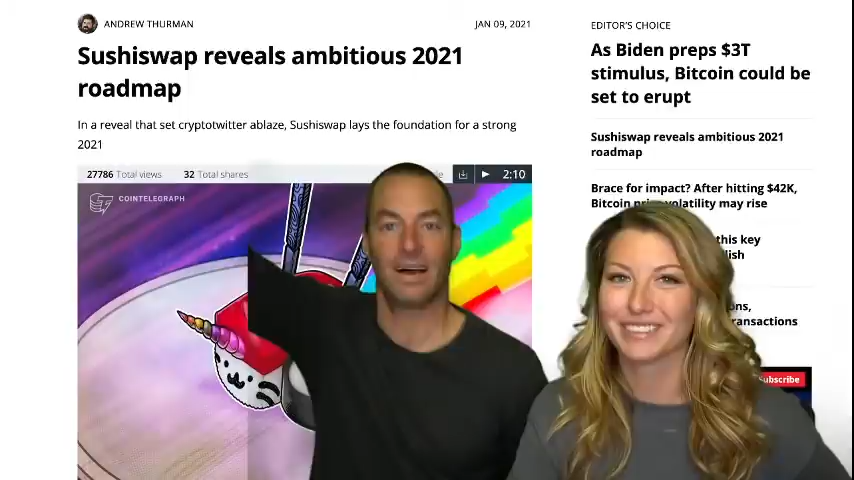 ANDREW THURMAN
JAN 09, 2021
Sushiswap reveals ambitious 2021
roadmap
In a reveal that set cryptotwitter ablaze, Sushiswap lays the foundation for a strong
2021
27786 Total views
32 Total shares
2:10
COINTELEGRAPH
EDITOR'S CHOICE
As Biden preps $3T
stimulus, Bitcoin could be
set to erupt
Sushiswap reveals ambitious 2021
roadmap
Brace for impact? After hitting $42K,
Bitcoin volatility may rise
this key
Subscribe